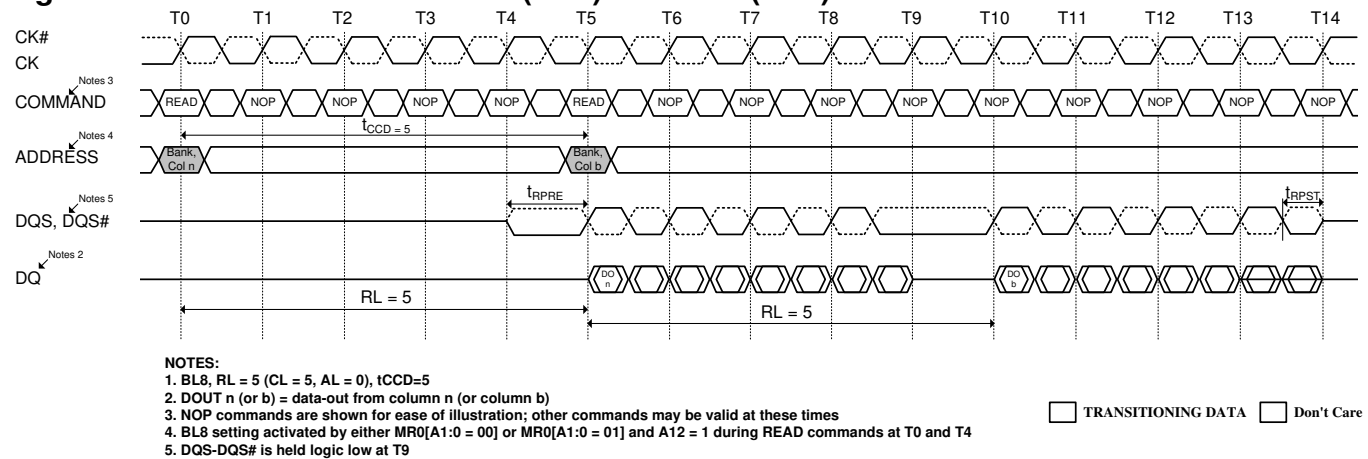 T0 T1 T2 T3 T4 T5 T6 T7 T8 T9 T10 T11 T12 T13 T14
CK#
CK
Notes 3
COMMAND READ NOP NOP NOP NOP READ NOP NOP NOP NOP NOP NOP NOP NOP NOP
tCCD = 5
Notes 4
ADDRESS
Bank, Col n
Bank, Col b
Notes 5
tRPRE
tRPST
DQS, DQS#
Notes 2
DQ
DO n
DO b
RL = 5
RL = 5
NOTES:
1. BL8, RL = 5 (CL = 5, AL = 0), tCCD=5
2. DOUT n (or b) = data-out from column n (or column b)
3. NOP commands are shown for ease of illustration; other commands may be valid at these times
4. BL8 setting activated by either MR0[A1:0 = 00] or MR0[A1:0 = 01] and A12 = 1 during READ commands at T0 and T4
5. DQS-DQS# is held logic low at T9
TRANSITIONING DATA
Don't Care